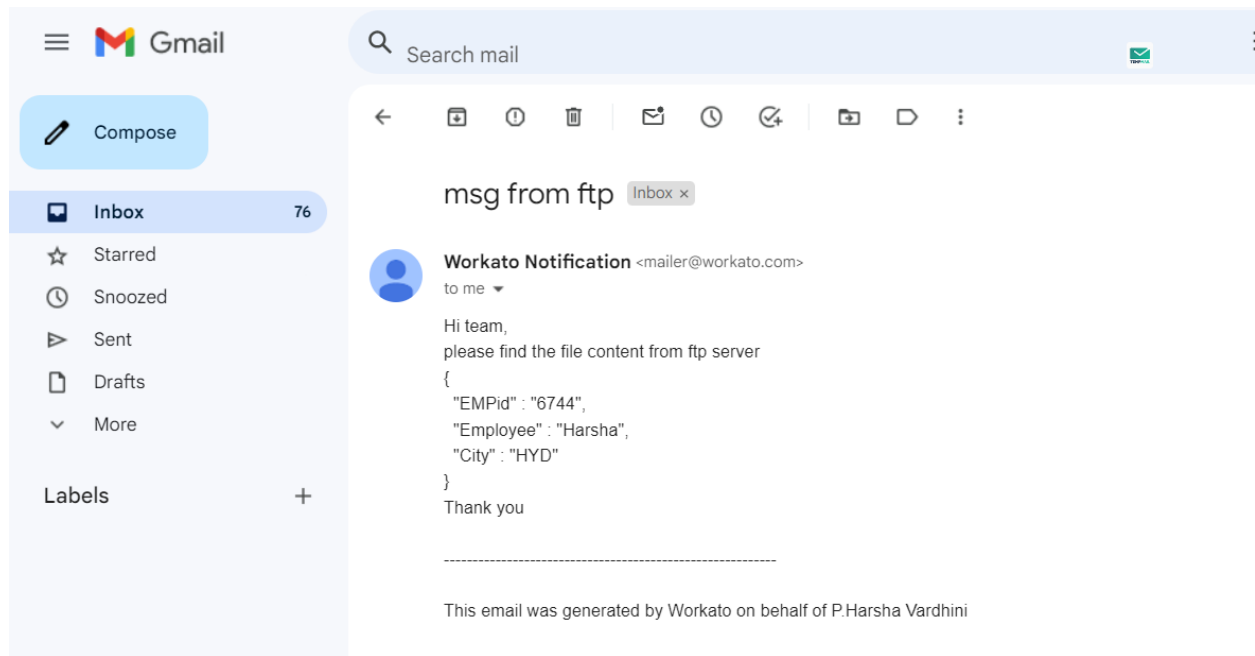 Gmail
Search mail
Compose
Inbox 76
Starred
Snoozed
Sent
Drafts
More
Labels
msg from ftp Inbox ×
Workato Notification <mailer@workato.com>
to me
Hi team,
please find the file content from ftp server
{
"EMPid" : "6744",
"Employee" : "Harsha",
"City" : "HYD"
}
Thank you
-----------------------------------------------------------
This email was generated by Workato on behalf of P.Harsha Vardhini